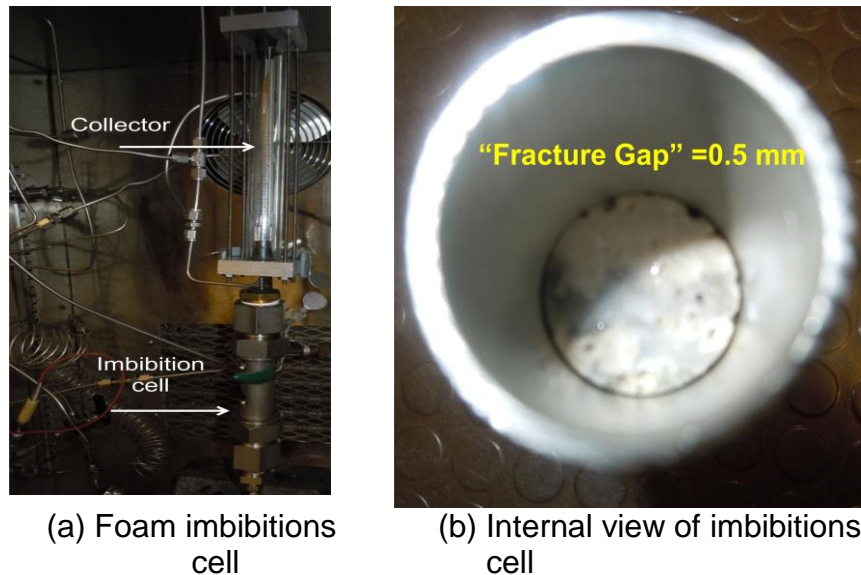 Collector
Imbibition
cell
“Fracture Gap” =0.5 mm
(a) Foam imbibitions
cell
(b) Internal view of imbibitions
cell